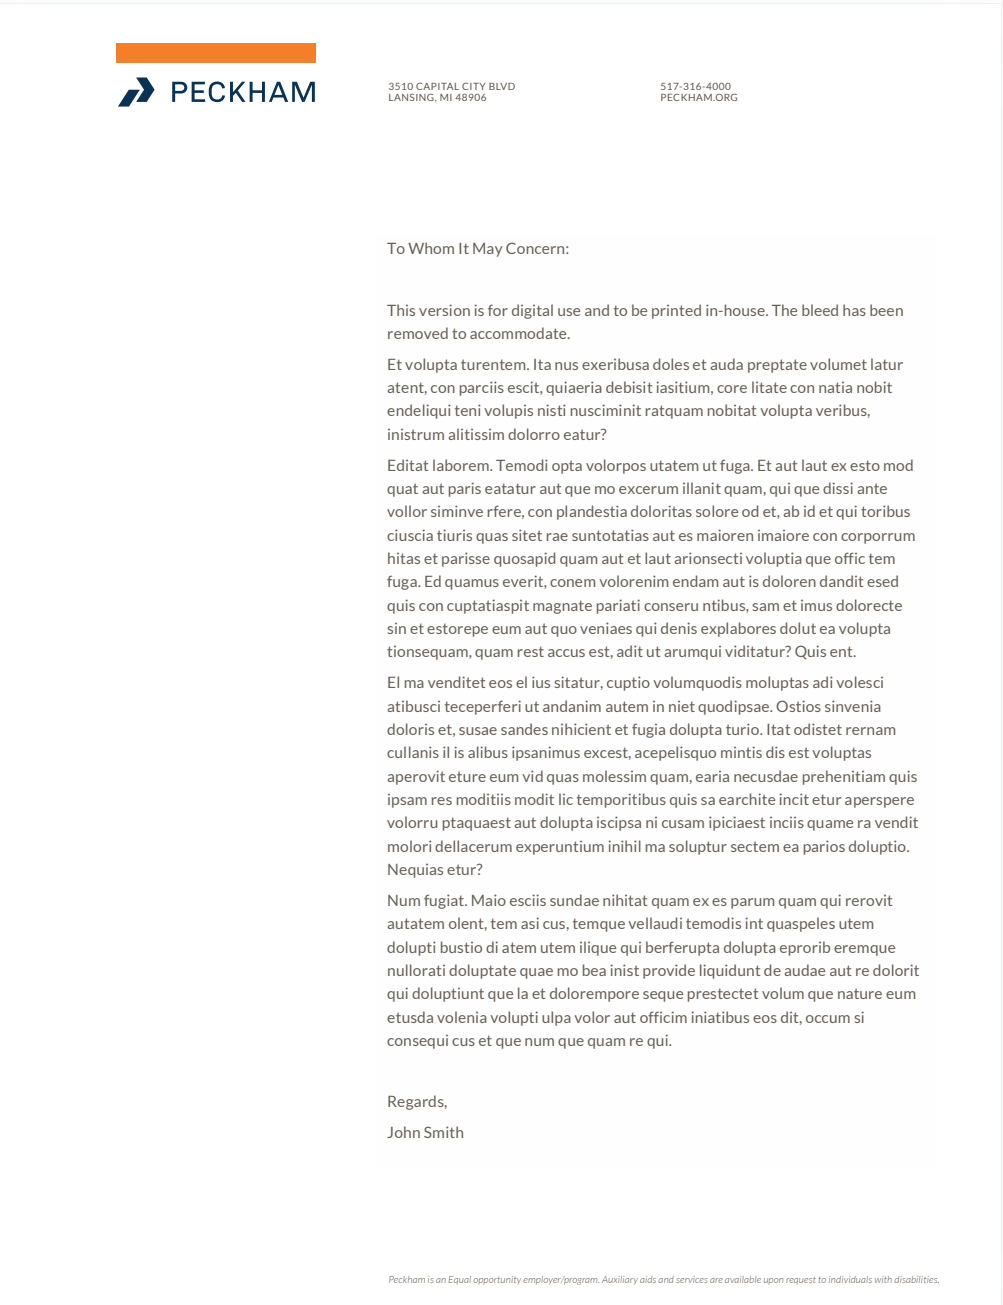 PECKHAM
3510 CAPITAL CITY BLVD
LANSING, MI 48906
517-316-4000
PECKHAM.ORG
To Whom It May Concern:
This version is for digital use and to be printed in-house. The bleed has been
removed to accommodate.
Et volupta turentem. Ita nus exeribusa doles et auda preptate volumet latur
atent, con parciis escit, quiaeria debisit iasitium, core litate con natia nobit
endeliqui teni volupis nisti nusciminit ratquam nobitat volupta veribus,
inistrum alitissim dolorro eatur?
Editat laborem. Temodi opta volorpos utatem ut fuga. Et aut laut ex esto mod
quat aut paris eatatur aut que mo excerum illanit quam, qui que dissi ante
vollor siminve rfere, con plandestia doloritas solore od et, ab id et qui toribus
ciuscia tiuris quas sitet rae suntotatias aut es maioren imaiore con corporrum
hitas et parisse quosapid quam aut et laut arionsecti voluptia que offic tem
fuga. Ed quamus everit, conem volorenim endam aut is doloren dandit esed
quis con cuptatiaspit magnate pariati conseru ntibus, sam et imus dolorecte
sin et estorepe eum aut quo veniaes qui denis explabores dolut ea volupta
tionsequam, quam rest accus est, adit ut arumqui viditatur? Quis ent.
El ma venditet eos el ius sitatur, cuptio volumquodis moluptas adi volesci
atibusci teceperferi ut andanim autem in niet quodipsae. Ostios sinvenia
doloris et, susae sandes nihicient et fugia dolupta turio. Itat odistet rernam
cullanis il is alibus ipsanimus excest, acepelisquo mintis dis est voluptas
aperovit eture eum vid quas molessim quam, earia necusdae prehenitiam quis
ipsam res moditiis modit lic temporitibus quis sa earchite incit etur aperspere
volorru ptaquaest aut dolupta iscipsa ni cusam ipiciaest inciis quame ra vendit
molori dellacerum experuntium inihil ma soluptur sectem ea parios doluptio.
Nequias etur?
Num fugiat. Maio esciis sundae nihitat quam ex es parum quam qui rerovit
autatem olent, tem asi cus, temque vellaudi temodis int quaspeles utem
dolupti bustio di atem utem ilique qui berferupta dolupta eprorib eremque
nullorati doluptate quae mo bea inist provide liquidunt de audae aut re dolorit
qui doluptiunt que la et dolorempore seque prestectet volum que nature eum
etusda volenia volupti ulpa volor aut officim iniatibus eos dit, occum si
consequi cus et que num que quam re qui.
Regards,
John Smith
Peckham is an Equal opportunity employer/program. Auxiliary aids and services are available upon request to individuals with disabilities.